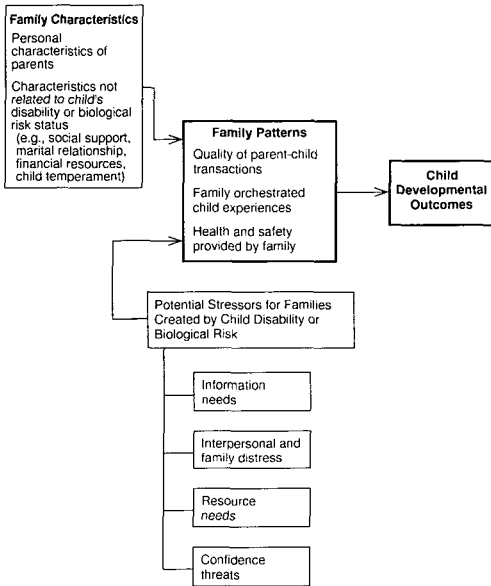 Family Characteristics
Personal
characteristics of
parents
Characteristics not
related to child's
disability or biological
risk status
(e.g., social support,
marital relationship,
financial resources,
child temperament)
Family Patterns
Quality of parent-child
transactions
Family orchestrated
child experiences
Health and safety
provided by family
Child
Developmental
Outcomes
Potential Stressors for Families
Created by Child Disability or
Biological Risk
Information
needs
Interpersonal and
family distress
Resource
needs
Confidence
threats